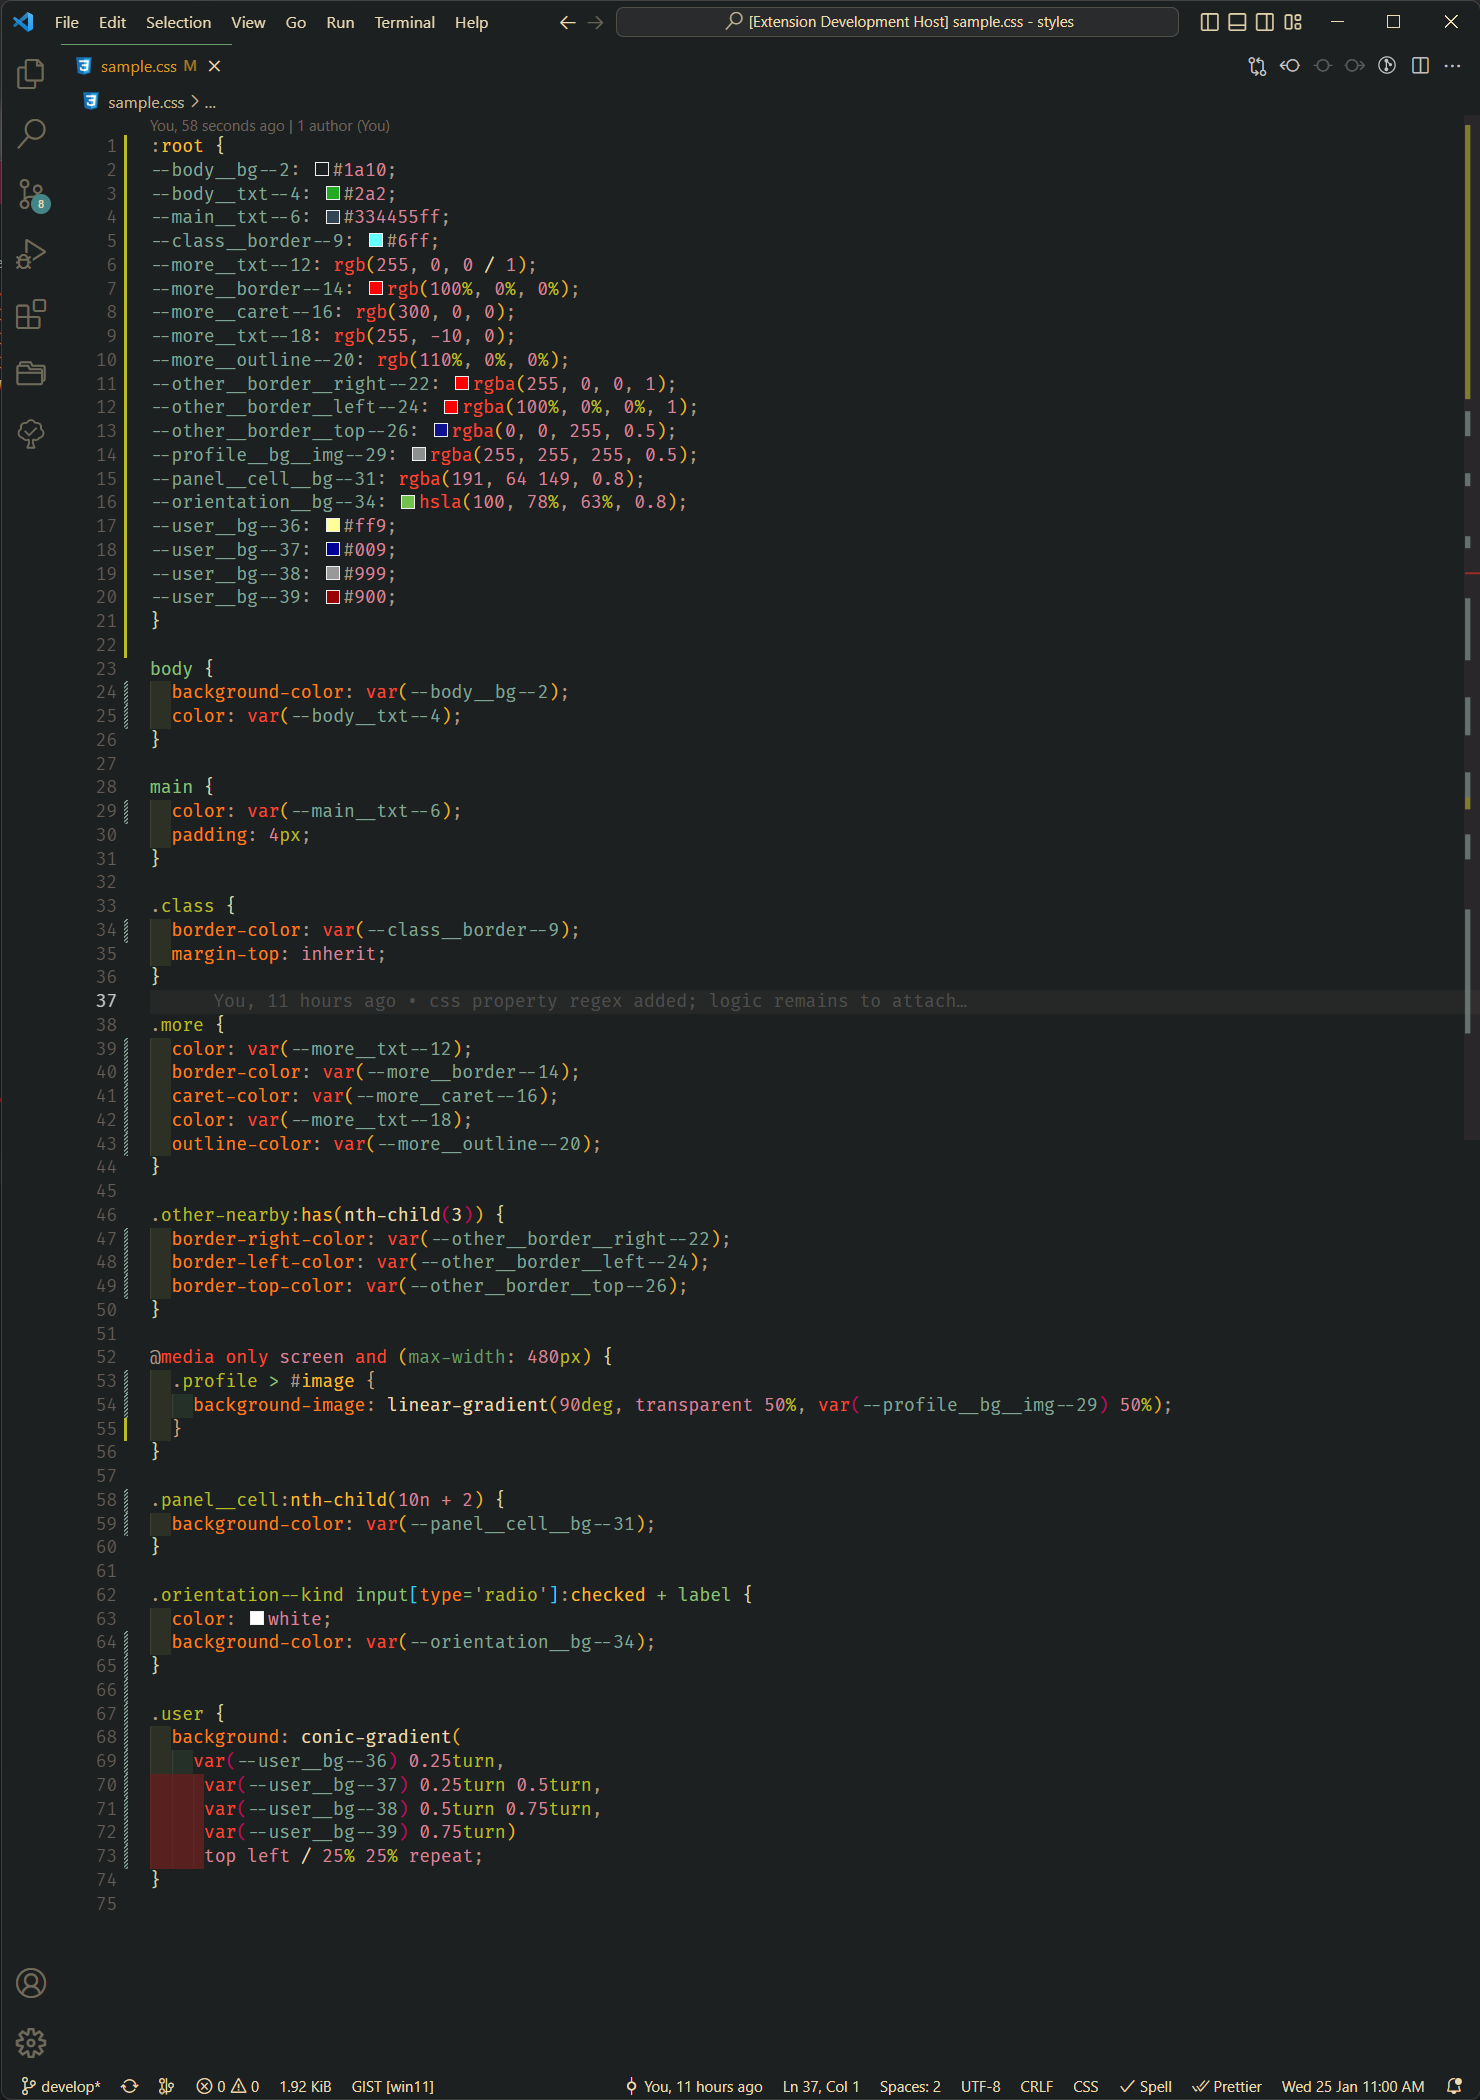 File Edit Selection View Go Run Terminal Help
[Extension Development Host] sample.css - styles
sample.css M
sample.css > ...
You, 58 seconds ago | 1 author (You)
1 :root {
2 --body__bg--2: #1a10;
3 --body__txt--4: #2a2;
4 --main__txt--6: #334455ff;
5 --class__border--9: #6ff;
6 --more__txt--12: rgb(255, 0, 0 / 1);
7 --more__border--14: rgb(100%, 0%, 0%);
8 --more__caret--16: rgb(300, 0, 0);
9 --more__txt--18: rgb(255, -10, 0);
10 --more__outline--20: rgb(110%, 0%, 0%);
11 --other__border__right--22: rgba(255, 0, 0, 1);
12 --other__border__left--24: rgba(100%, 0%, 0%, 1);
13 --other__border__top--26: rgba(0, 0, 255, 0.5);
14 --profile__bg__img--29: rgba(255, 255, 255, 0.5);
15 --panel__cell__bg--31: rgba(191, 64 149, 0.8);
16 --orientation__bg--34: hsla(100, 78%, 63%, 0.8);
17 --user__bg--36: #ff9;
18 --user__bg--37: #009;
19 --user__bg--38: #999;
20 --user__bg--39: #900;
21 }
22
23 body {
24 background-color: var(--body__bg--2);
25 color: var(--body__txt--4);
26 }
27
28 main {
29 color: var(--main__txt--6);
30 padding: 4px;
31 }
32
33 .class {
34 border-color: var(--class__border--9);
35 margin-top: inherit;
36 }
37 You, 11 hours ago • css property regex added; logic remains to attach…
38 .more {
39 color: var(--more__txt--12);
40 border-color: var(--more__border--14);
41 caret-color: var(--more__caret--16);
42 color: var(--more__txt--18);
43 outline-color: var(--more__outline--20);
44 }
45
46 .other-nearby:has(nth-child(3)) {
47 border-right-color: var(--other__border__right--22);
48 border-left-color: var(--other__border__left--24);
49 border-top-color: var(--other__border__top--26);
50 }
51
52 @media only screen and (max-width: 480px) {
53 .profile > #image {
54 background-image: linear-gradient(90deg, transparent 50%, var(--profile__bg__img--29) 50%);
55 }
56 }
57
58 .panel__cell:nth-child(10n + 2) {
59 background-color: var(--panel__cell__bg--31);
60 }
61
62 .orientation--kind input[type='radio']:checked + label {
63 color: white;
64 background-color: var(--orientation__bg--34);
65 }
66
67 .user {
68 background: conic-gradient(
69 var(--user__bg--36) 0.25turn,
70 var(--user__bg--37) 0.25turn 0.5turn,
71 var(--user__bg--38) 0.5turn 0.75turn,
72 var(--user__bg--39) 0.75turn)
73 top left / 25% 25% repeat;
74 }
75
8
develop* 0 0 1.92 KiB GIST [win11] You, 11 hours ago Ln 37, Col 1 Spaces: 2 UTF-8 CRLF CSS Spell Prettier Wed 25 Jan 11:00 AM